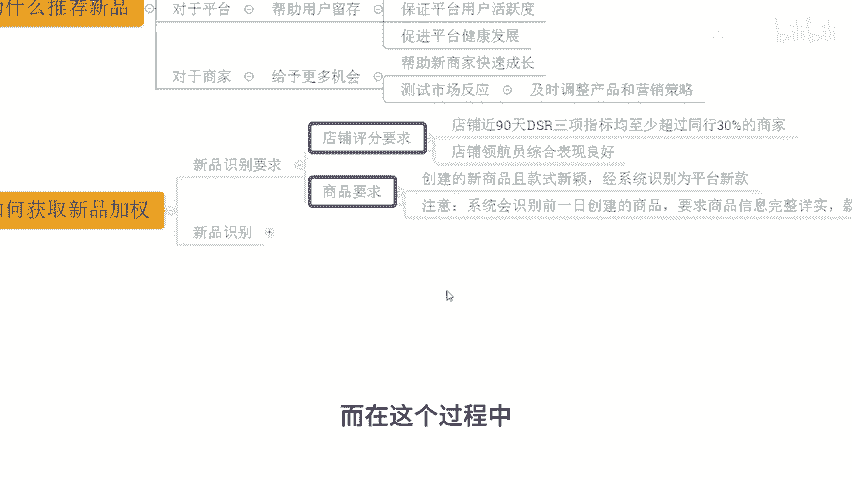 什么推荐新品
对于平台
帮助用户留存
保证平台用户活跃度
促进平台健康发展
对于商家
给予更多机会
帮助新商家快速成长
测试市场反应
及时调整产品和营销策略
何获取新品加权
新品识别要求
店铺评分要求
店铺近90天DSR三项指标均至少超过同行30%的商家
店铺领航员综合表现良好
商品要求
创建的新商品且款式新颖，经系统识别为平台新款
注意：系统会识别前一日创建的商品，要求商品信息完整详实，款
新品识别
而在这个过程中